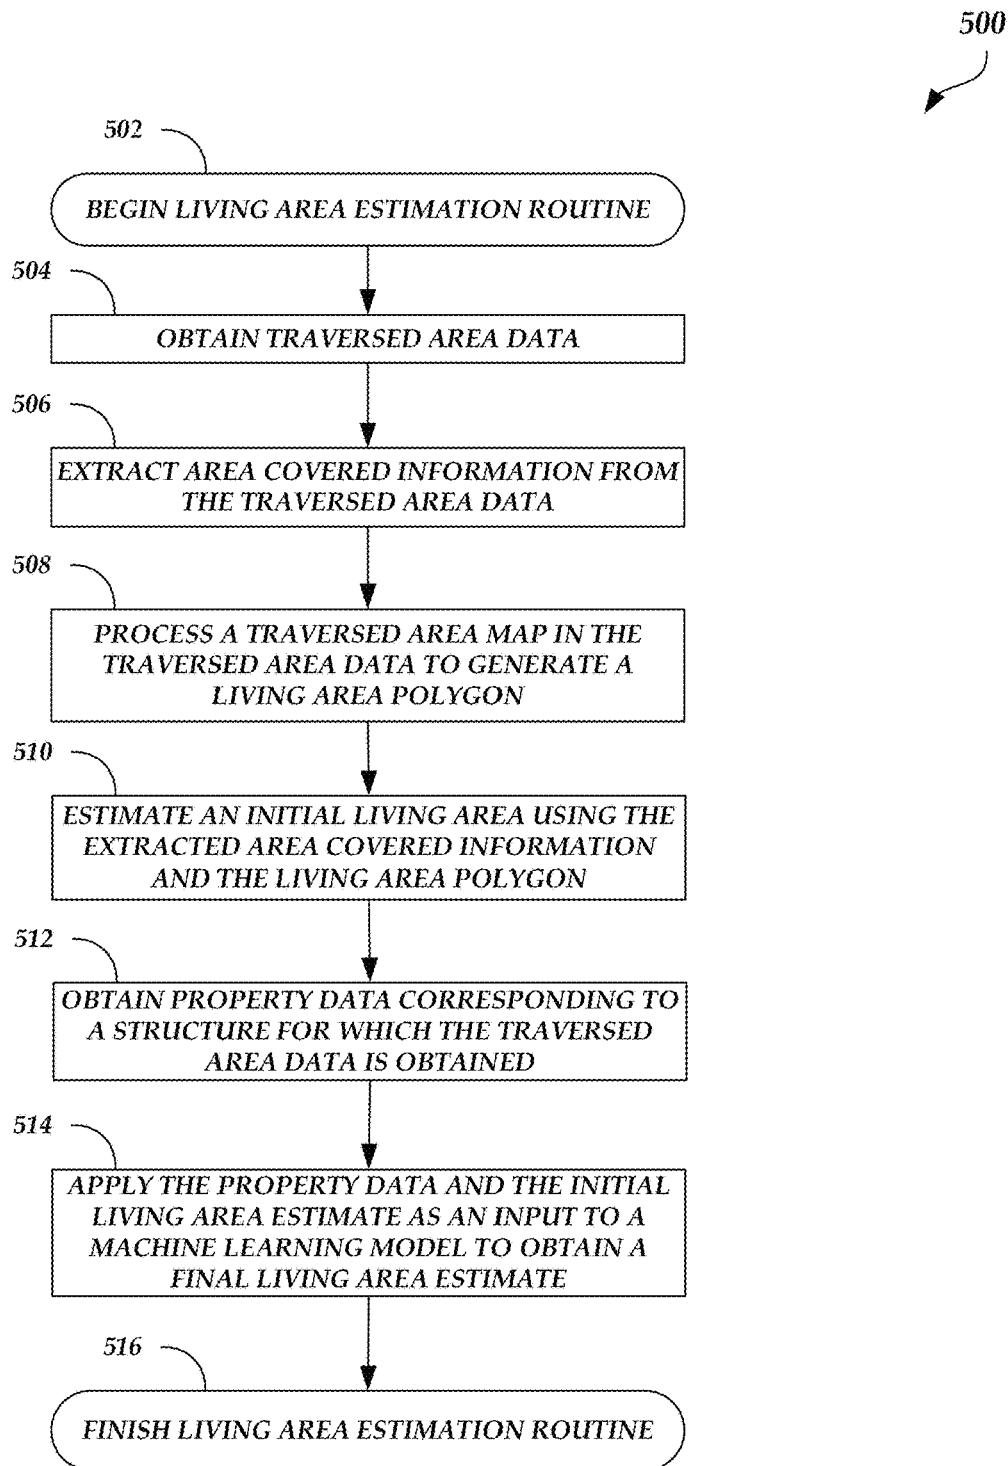 500
502
BEGIN LIVING AREA ESTIMATION ROUTINE
504
OBTAIN TRAVERSED AREA DATA
506
EXTRACT AREA COVERED INFORMATION FROM
THE TRAVERSED AREA DATA
508
PROCESS A TRAVERSED AREA MAP IN THE
TRAVERSED AREA DATA TO GENERATE A
LIVING AREA POLYGON
510
ESTIMATE AN INITIAL LIVING AREA USING THE
EXTRACTED AREA COVERED INFORMATION
AND THE LIVING AREA POLYGON
512
OBTAIN PROPERTY DATA CORRESPONDING TO
A STRUCTURE FOR WHICH THE TRAVERSED
AREA DATA IS OBTAINED
514
APPLY THE PROPERTY DATA AND THE INITIAL
LIVING AREA ESTIMATE AS AN INPUT TO A
MACHINE LEARNING MODEL TO OBTAIN A
FINAL LIVING AREA ESTIMATE
516
FINISH LIVING AREA ESTIMATION ROUTINE